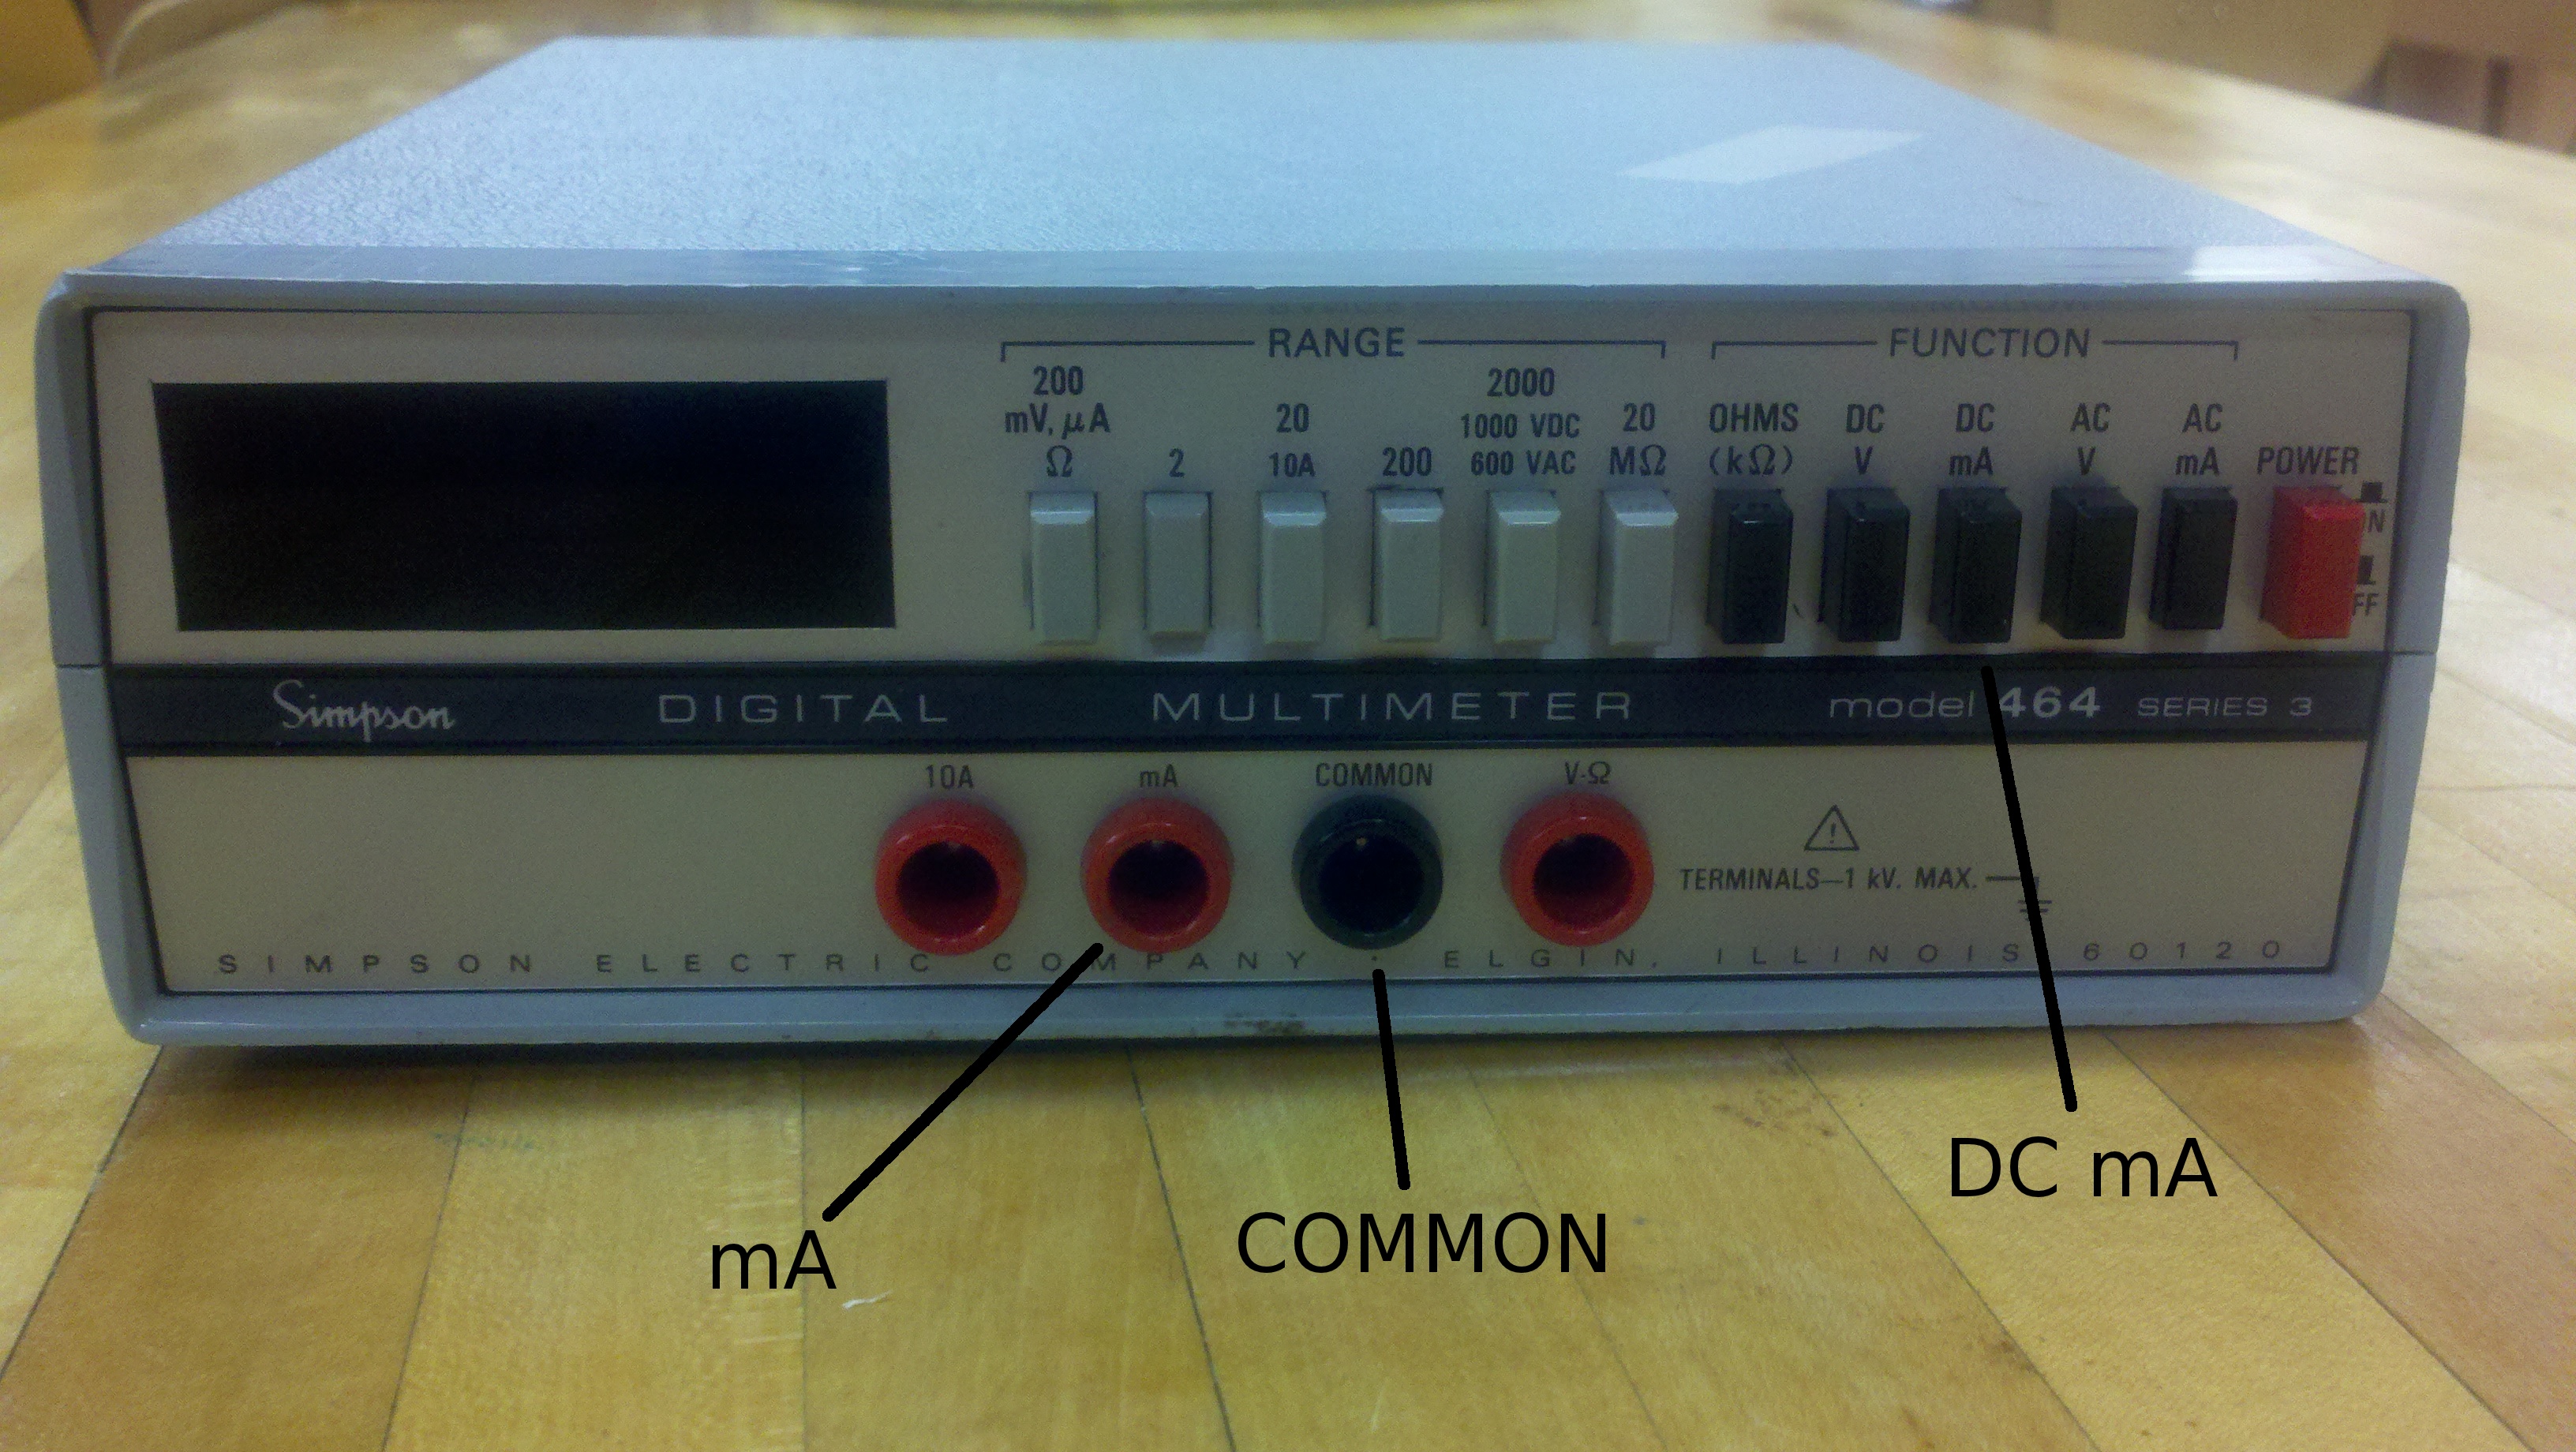 RANGE
FUNCTION
200
mV, μA
Ω
2
20
10A
200
2000
1000 VDC
600 VAC
20
MΩ
OHMS
(kΩ)
DC
V
DC
mA
AC
V
AC
mA
POWER
Simpson DIGITAL MULTIMETER model 464 SERIES 3
10A
mA
COMMON
V-Ω
TERMINALS—1 kV. MAX.
SIMPSON ELECTRIC COMPANY · ELGIN, ILLINOIS 60120
DC mA
COMMON
mA